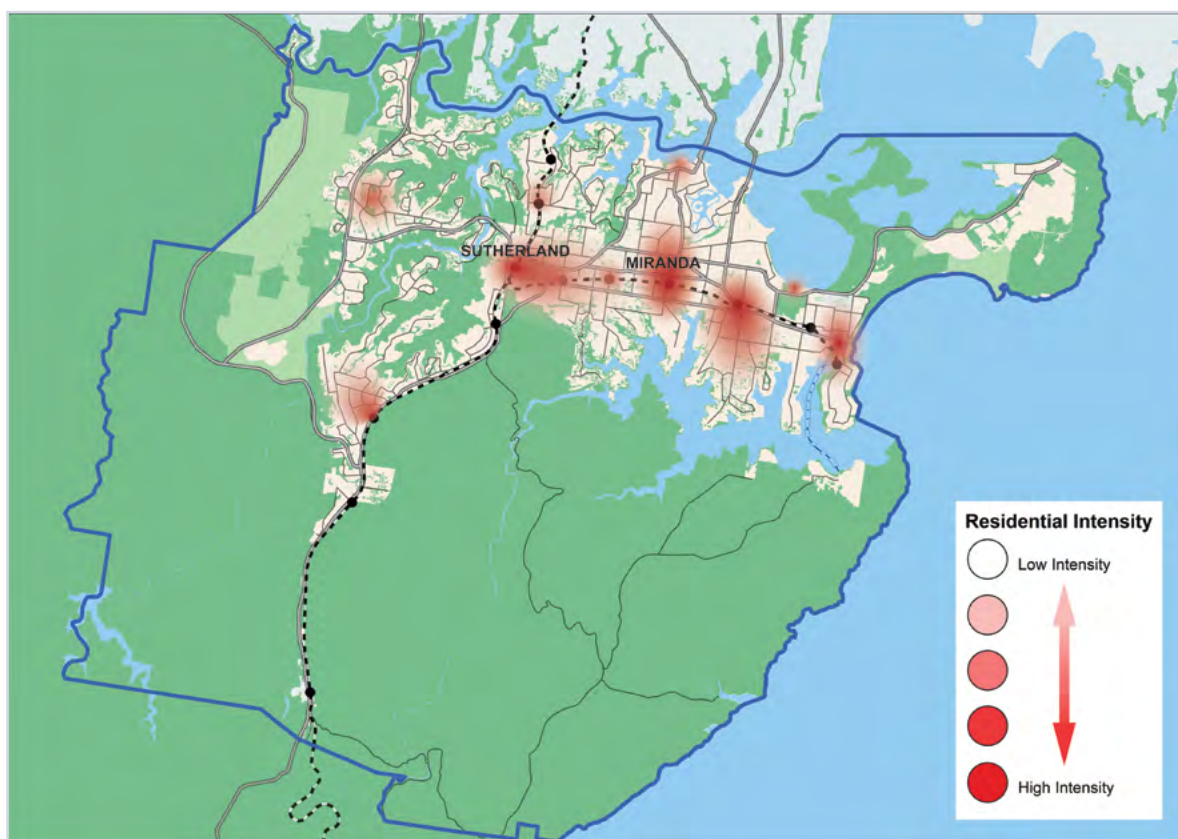 SUTHERLAND
MIRANDA
Residential Intensity
Low Intensity
High Intensity